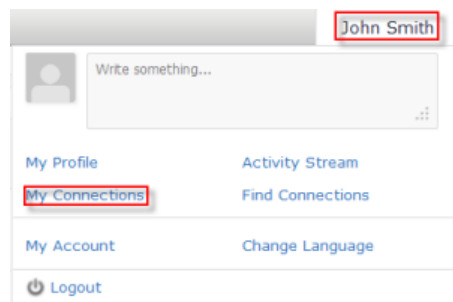 John Smith
Write something...
My Profile Activity Stream
My Connections Find Connections
My Account Change Language
Logout